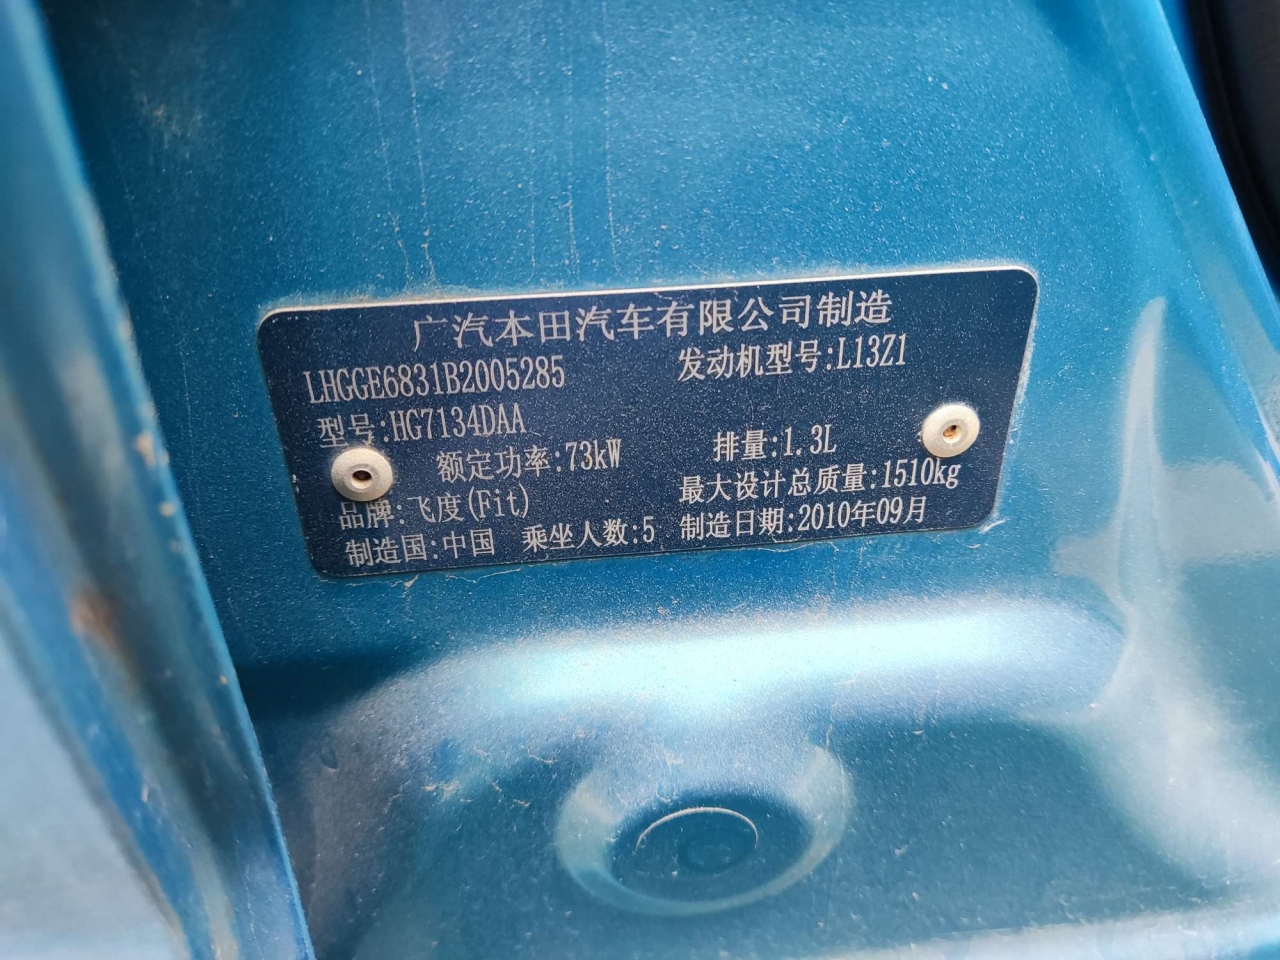 广汽本田汽车有限公司制造
LHGGE6831B2005285 发动机型号:L13Z1
型号:HG7134DAA
额定功率:73kW 排量:1.3L
品牌:飞度(Fit) 最大设计总质量:1510kg
制造国:中国 乘坐人数:5 制造日期:2010年09月